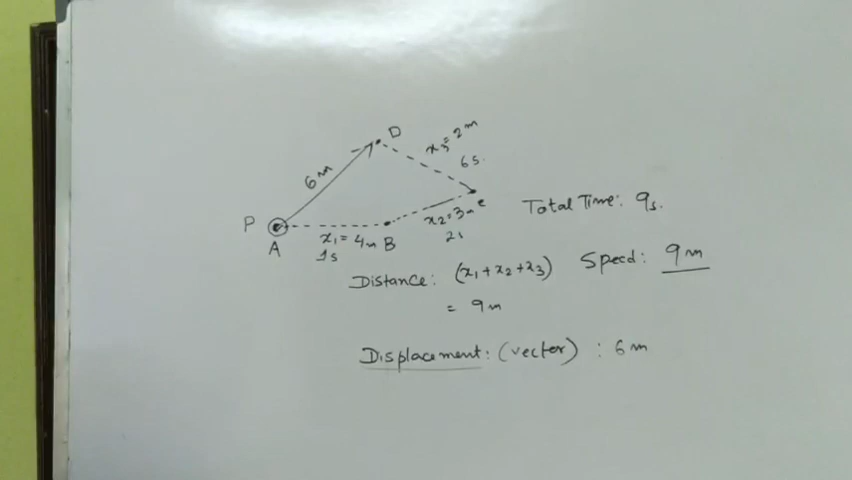 D
x3 = 2m
6s.
6m
P
A
x1 = 4m
1s
B
x2 = 3m
2s
c
Total Time: 9s.
Distance: (x1+x2+x3)
= 9m
Speed: 9m
Displacement: (vector) : 6m